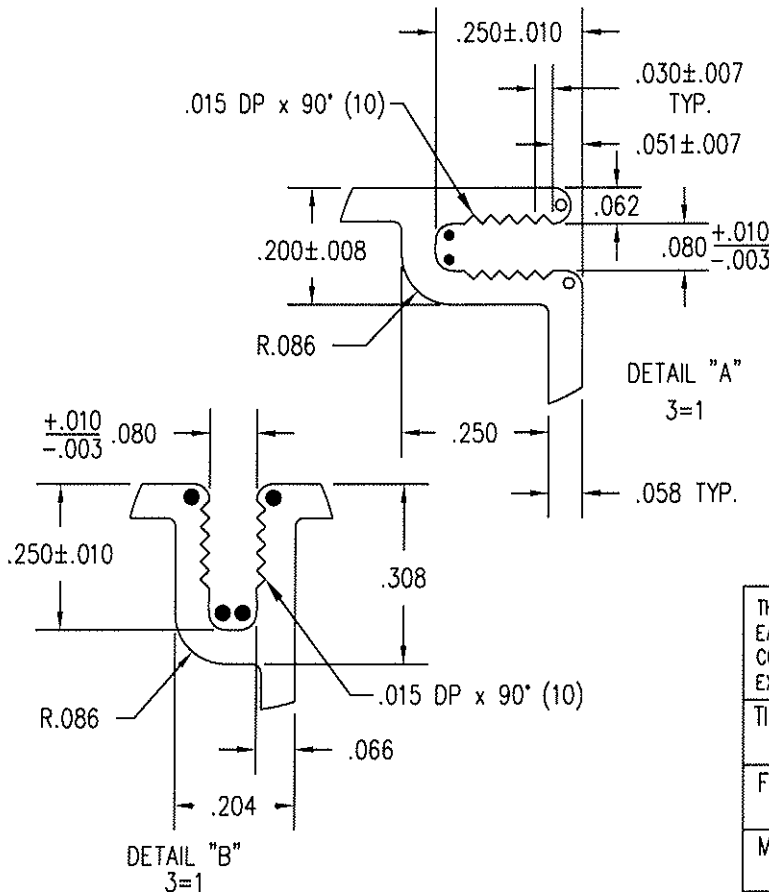 .250±.010
.030±.007
TYP.
.015 DP x 90° (10)
.051±.007
.062
.200±.008
.080 +.010
-.003
R.086
DETAIL "A"
3=1
+.010
-.003 .080
.250
.058 TYP.
.250±.010
.308
.015 DP x 90° (10)
R.086
.066
.204
DETAIL "B"
3=1
TI
F
M